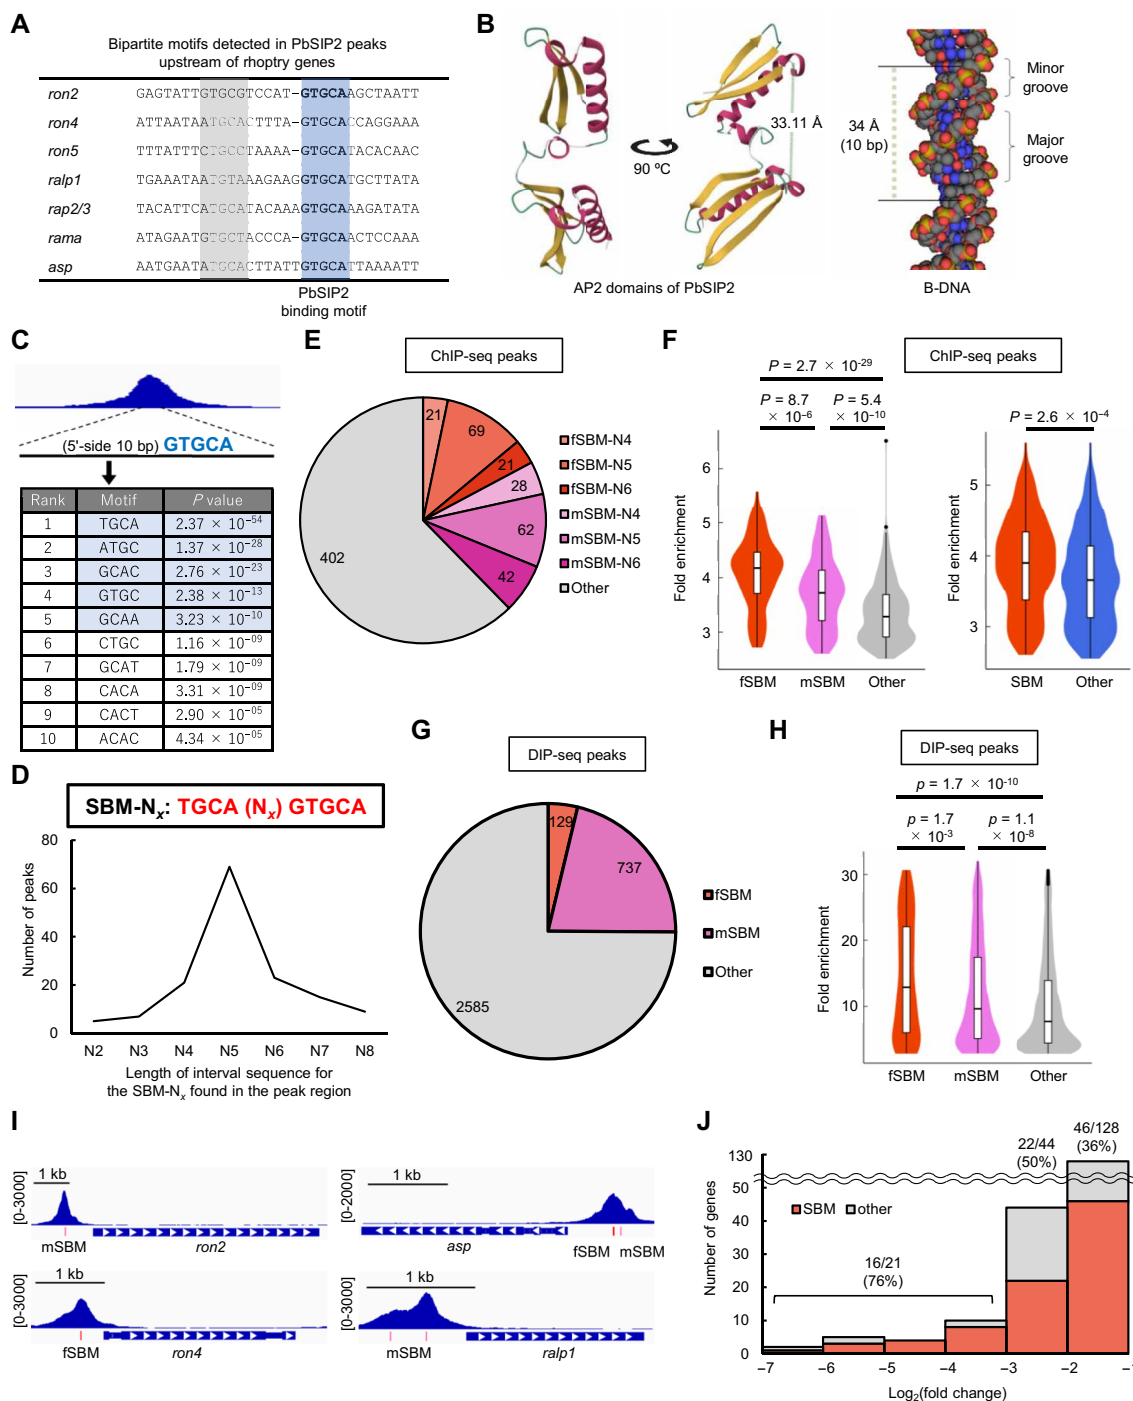 A
Bipartite motifs detected in PbSIP2 peaks
upstream of rhoptry genes
ron2 GAGTATTGTGCGTCCAT-GTGCAAGCTAATT
ron4 ATTAATAATGCACTTTA-GTGCACCAGGAAA
ron5 TTTATTTCTGCCTAAAA-GTGCATACACAAC
ralp1 TGAAATAATGTAAAGAAGGTGCATGCTTATA
rap2/3 TACATTCATGCATACAAAGTGCAAAGATATA
rama ATAGAATGTGCTACCCA-GTGCAACTCCAAA
asp AATGAATATGCACTTATTGTGCATTAAAATT
PbSIP2
binding motif
B
33.11 Å
90 ºC
34 Å
(10 bp)
Minor
groove
Major
groove
AP2 domains of PbSIP2
B-DNA
C
(5'-side 10 bp) GTGCA
Rank Motif P value
1 TGCA 2.37 × 10⁻⁵⁴
2 ATGC 1.37 × 10⁻²⁸
3 GCAC 2.76 × 10⁻²³
4 GTGC 2.38 × 10⁻¹³
5 GCAA 3.23 × 10⁻¹⁰
6 CTGC 1.16 × 10⁻⁰⁹
7 GCAT 1.79 × 10⁻⁰⁹
8 CACA 3.31 × 10⁻⁰⁹
9 CACT 2.90 × 10⁻⁰⁵
10 ACAC 4.34 × 10⁻⁰⁵
D
SBM-Nₓ: TGCA (Nₓ) GTGCA
Number of peaks
80
60
40
20
0
N2 N3 N4 N5 N6 N7 N8
Length of interval sequence for
the SBM-Nₓ found in the peak region
E
ChIP-seq peaks
21
69
21
28
62
42
402
fSBM-N4
fSBM-N5
fSBM-N6
mSBM-N4
mSBM-N5
mSBM-N6
Other
F
ChIP-seq peaks
P = 2.7 × 10⁻²⁹
P = 8.7
× 10⁻⁶
P = 5.4
× 10⁻¹⁰
Fold enrichment
6
5
4
3
fSBM mSBM Other
P = 2.6 × 10⁻⁴
Fold enrichment
5
4
3
SBM Other
G
DIP-seq peaks
129
737
2585
fSBM
mSBM
Other
H
DIP-seq peaks
p = 1.7 × 10⁻¹⁰
p = 1.7
× 10⁻³
p = 1.1
× 10⁻⁸
Fold enrichment
30
20
10
fSBM mSBM Other
I
[0-3000]
1 kb
mSBM ron2
[0-2000]
1 kb
asp fSBM mSBM
[0-3000]
1 kb
fSBM ron4
[0-3000]
1 kb
mSBM ralp1
J
46/128
(36%)
22/44
(50%)
16/21
(76%)
SBM other
Number of genes
130
50
40
30
20
10
0
−7 −6 −5 −4 −3 −2 −1
Log₂(fold change)